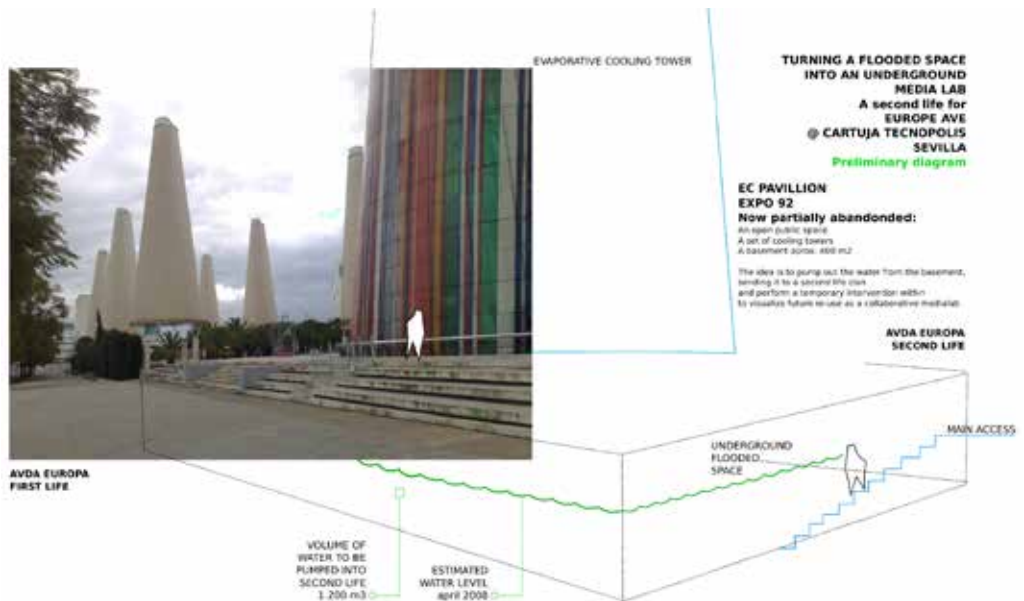 EVAPORATIVE COOLING TOWER
TURNING A FLOODED SPACE
INTO AN UNDERGROUND
MEDIA LAB
A second life for
EUROPE AVE
@ CARTUJA TECNOPOLIS
SEVILLA
Preliminary diagram
EC PAVILLION
EXPO 92
Now partially abandonded:
An open public space
A set of cooling towers
A basement aorox. 400 m2
The idea is to pump out the water from the basement,
sending it to a second life
and perform a temporary intervention within
to visualize future re-use as a collaborative medialab
AVDA EUROPA
SECOND LIFE
MAIN ACCESS
UNDERGROUND
FLOODED
SPACE
AVDA EUROPA
FIRST LIFE
VOLUME OF
WATER TO BE
PUMPED INTO
SECOND LIFE
1.200 m3
ESTIMATED
WATER LEVEL
april 2008